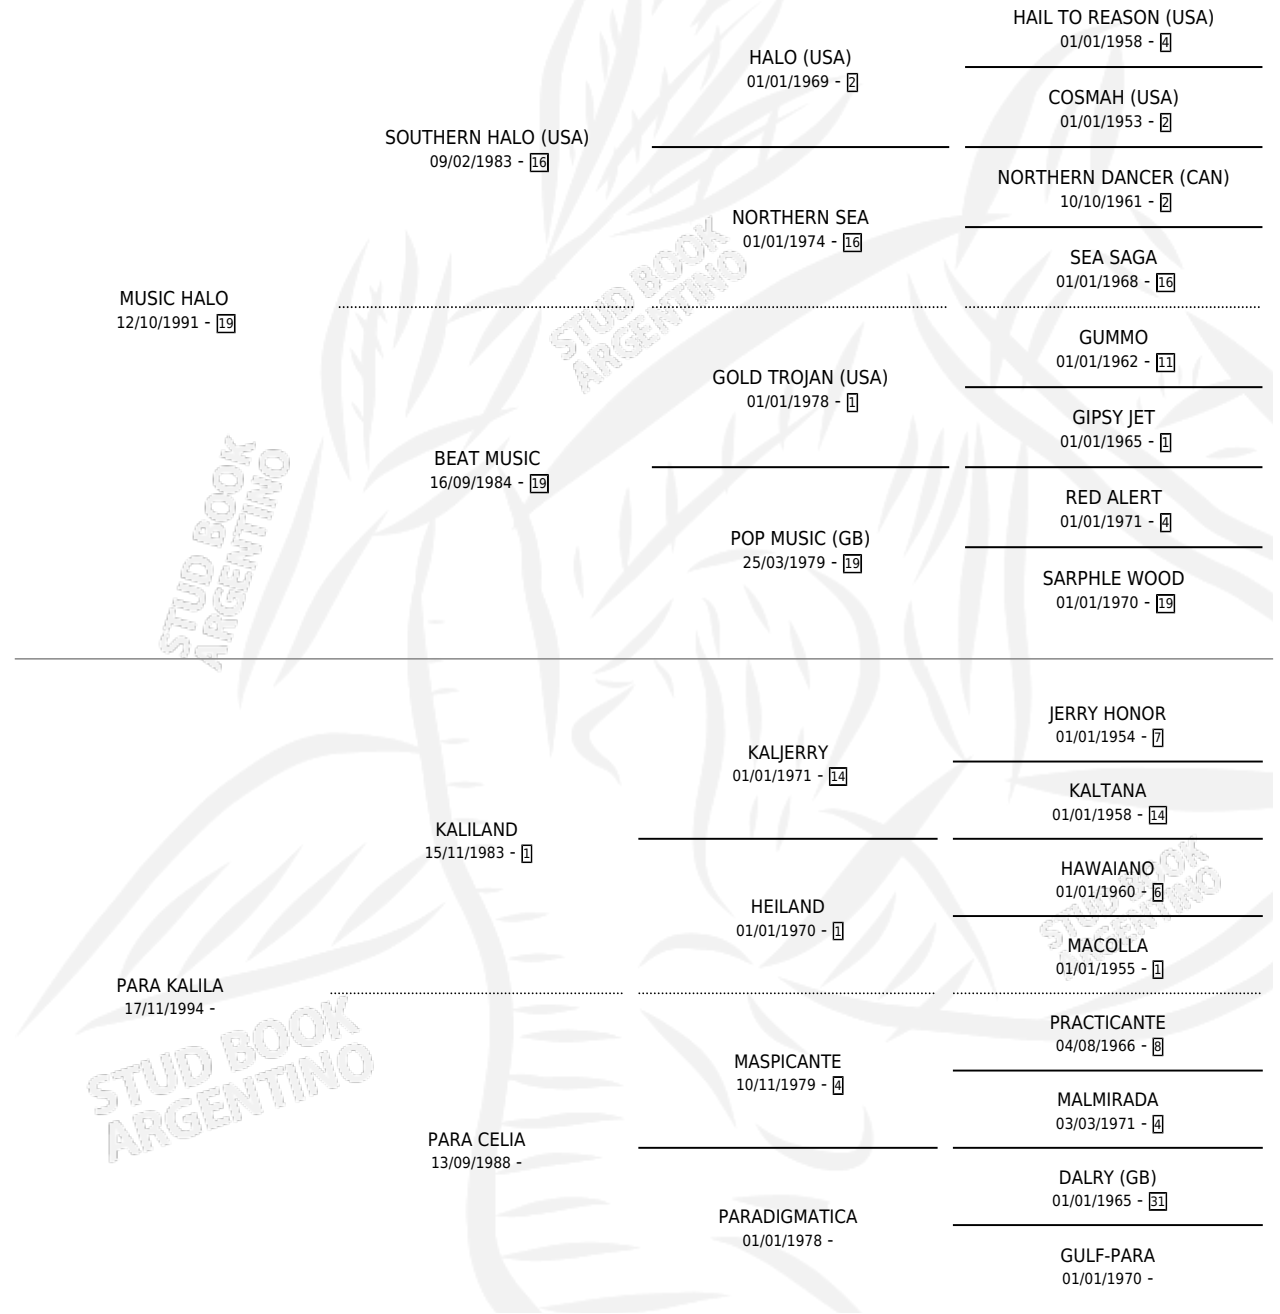 HAIL TO REASON (USA)
01/01/1958 - 4
HALO (USA)
01/01/1969 - 2
COSMAH (USA)
01/01/1953 - 2
SOUTHERN HALO (USA)
09/02/1983 - 16
NORTHERN DANCER (CAN)
10/10/1961 - 2
NORTHERN SEA
01/01/1974 - 16
SEA SAGA
01/01/1968 - 16
STUD BOOK
ARGENTINO
MUSIC HALO
12/10/1991 - 19
GUMMO
01/01/1962 - 11
GOLD TROJAN (USA)
01/01/1978 - 1
GIPSY JET
01/01/1965 - 1
BEAT MUSIC
16/09/1984 - 19
RED ALERT
01/01/1971 - 4
POP MUSIC (GB)
25/03/1979 - 19
SARPHLE WOOD
01/01/1970 - 19
STUD BOOK
ARGENTINO
JERRY HONOR
01/01/1954 - 7
KALJERRY
01/01/1971 - 14
KALTANA
01/01/1958 - 14
KALILAND
15/11/1983 - 1
HAWAIANO
01/01/1960 - 6
HEILAND
01/01/1970 - 1
MACOLLA
01/01/1955 - 1
STUD BOOK
ARGENTINO
PARA KALILA
17/11/1994 -
PRACTICANTE
04/08/1966 - 8
MASPICANTE
10/11/1979 - 4
MALMIRADA
03/03/1971 - 4
STUD BOOK
ARGENTINO
PARA CELIA
13/09/1988 -
DALRY (GB)
01/01/1965 - 31
PARADIGMATICA
01/01/1978 -
GULF-PARA
01/01/1970 -